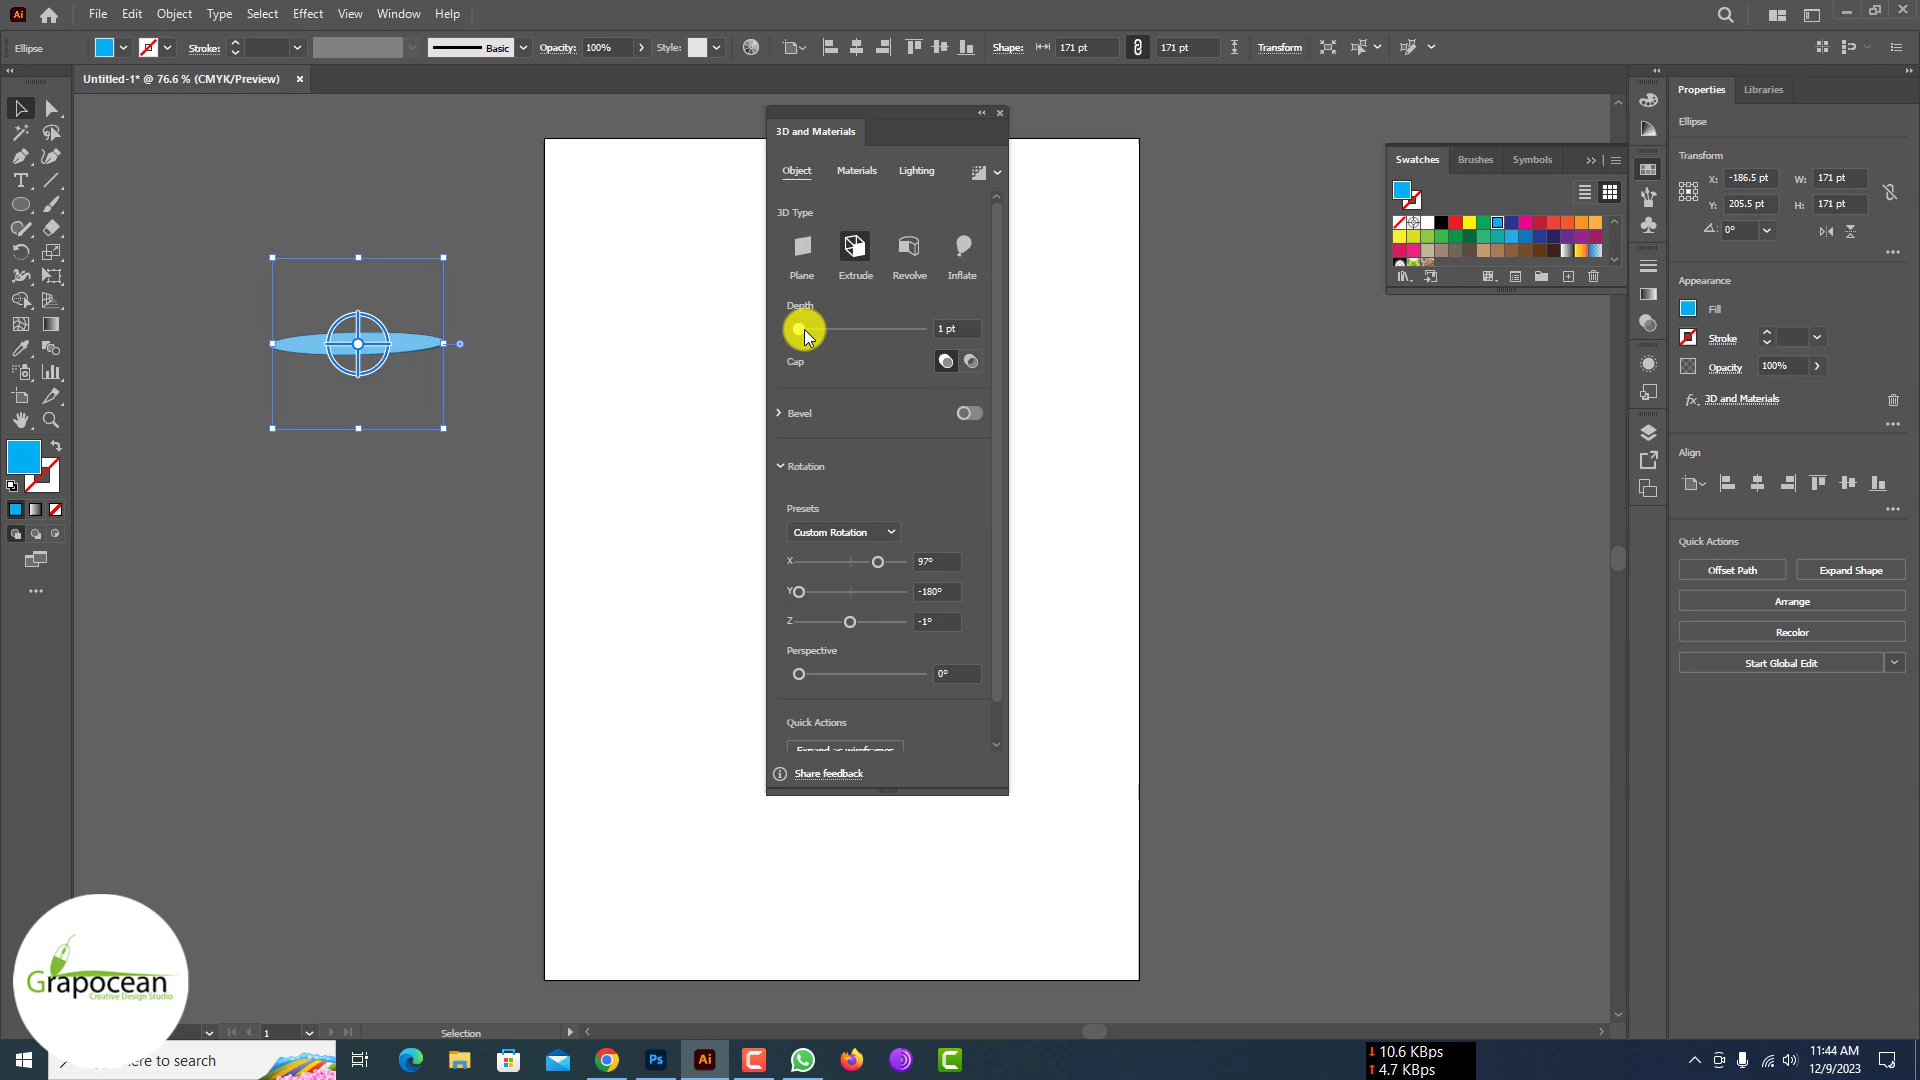 Ai File Edit Object Type Select Effect View Window Help
Ellipse Stroke: Basic Opacity: 100% Style: Shape: 171 pt 171 pt Transform
Untitled-1* @ 76.6 % (CMYK/Preview) ×
3D and Materials
Object Materials Lighting
3D Type
Plane Extrude Revolve Inflate
Depth
1 pt
Cap
Bevel
Rotation
Presets
Custom Rotation
X 97°
Y -180°
Z -1°
Perspective
0°
Quick Actions
Expand as wireframes
Share feedback
Swatches Brushes Symbols
Properties Libraries
Ellipse
Transform
X: -186.5 pt W: 171 pt
Y: 205.5 pt H: 171 pt
0°
Appearance
Fill
Stroke
Opacity 100%
fx. 3D and Materials
Align
Quick Actions
Offset Path Expand Shape
Arrange
Recolor
Start Global Edit
Grapocean
Creative Design Studio
1 Selection
here to search
Ps Ai
10.6 KBps
4.7 KBps
11:44 AM
12/9/2023